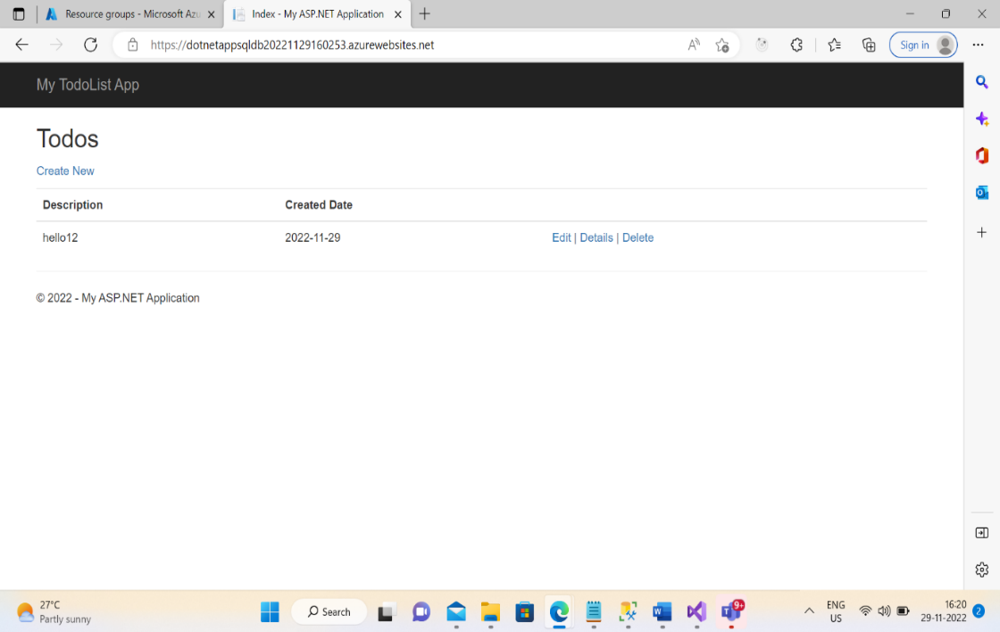 Resource groups - Microsoft Azu
Index - My ASP.NET Application
https://dotnetappsqldb20221129160253.azurewebsites.net
Sign in
My TodoList App
Todos
Create New
Description Created Date
hello12 2022-11-29 Edit | Details | Delete
© 2022 - My ASP.NET Application
27°C
Partly sunny
Search
9+
ENG
US
16:20
29-11-2022
2